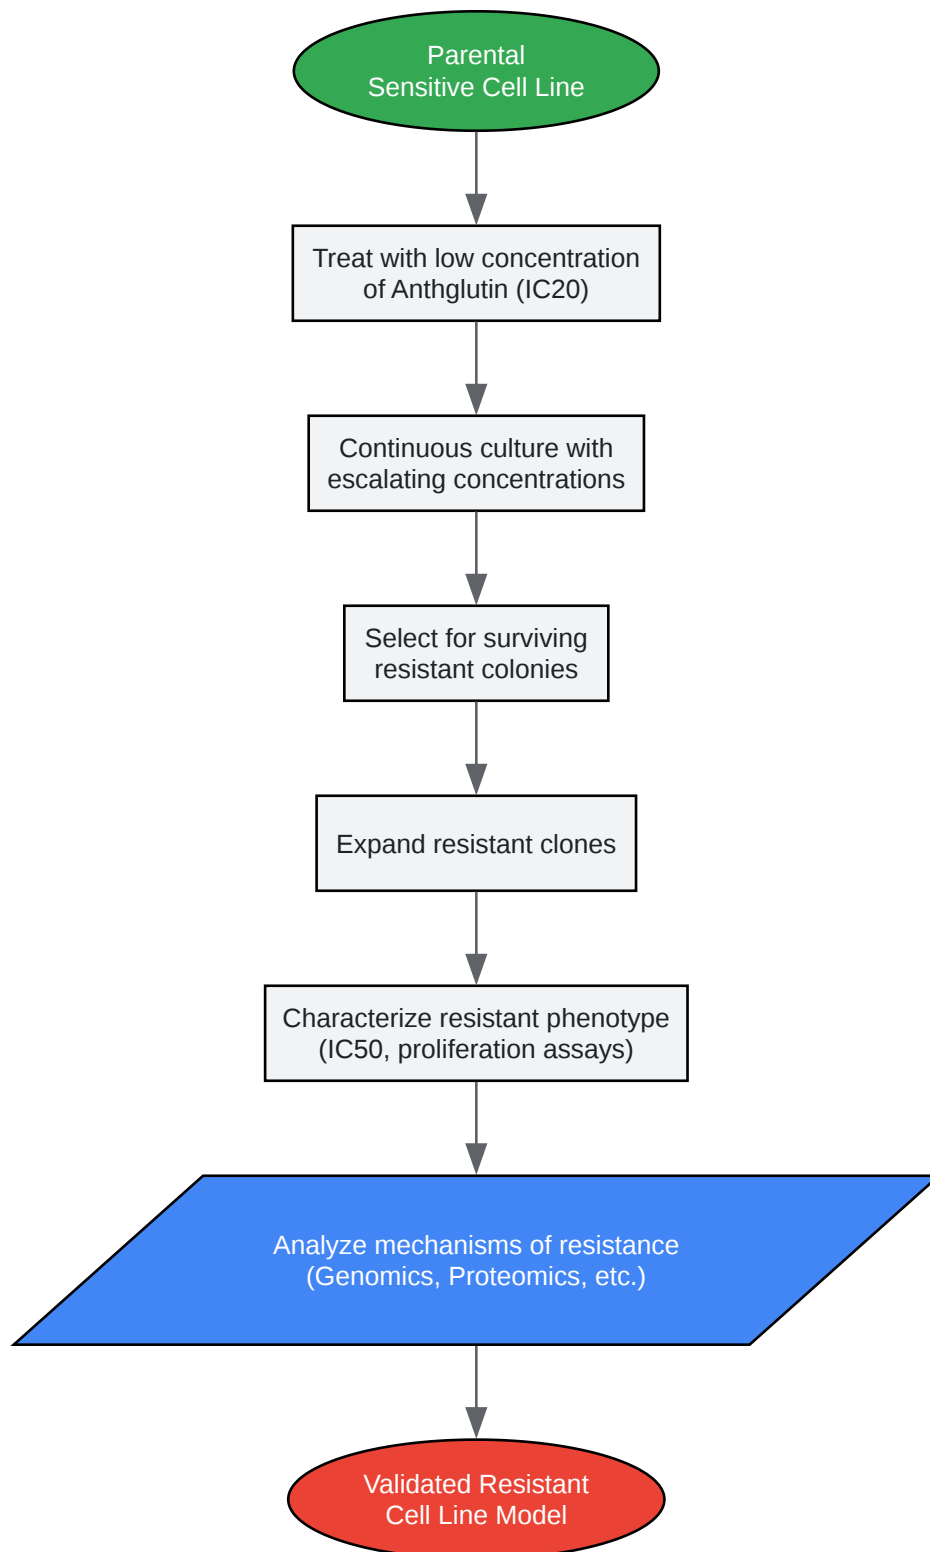 Parental
Sensitive Cell Line
Treat with low concentration
of Anthglutin (IC20)
Continuous culture with
escalating concentrations
Select for surviving
resistant colonies
Expand resistant clones
Characterize resistant phenotype
(IC50, proliferation assays)
Analyze mechanisms of resistance
(Genomics, Proteomics, etc.)
Validated Resistant
Cell Line Model